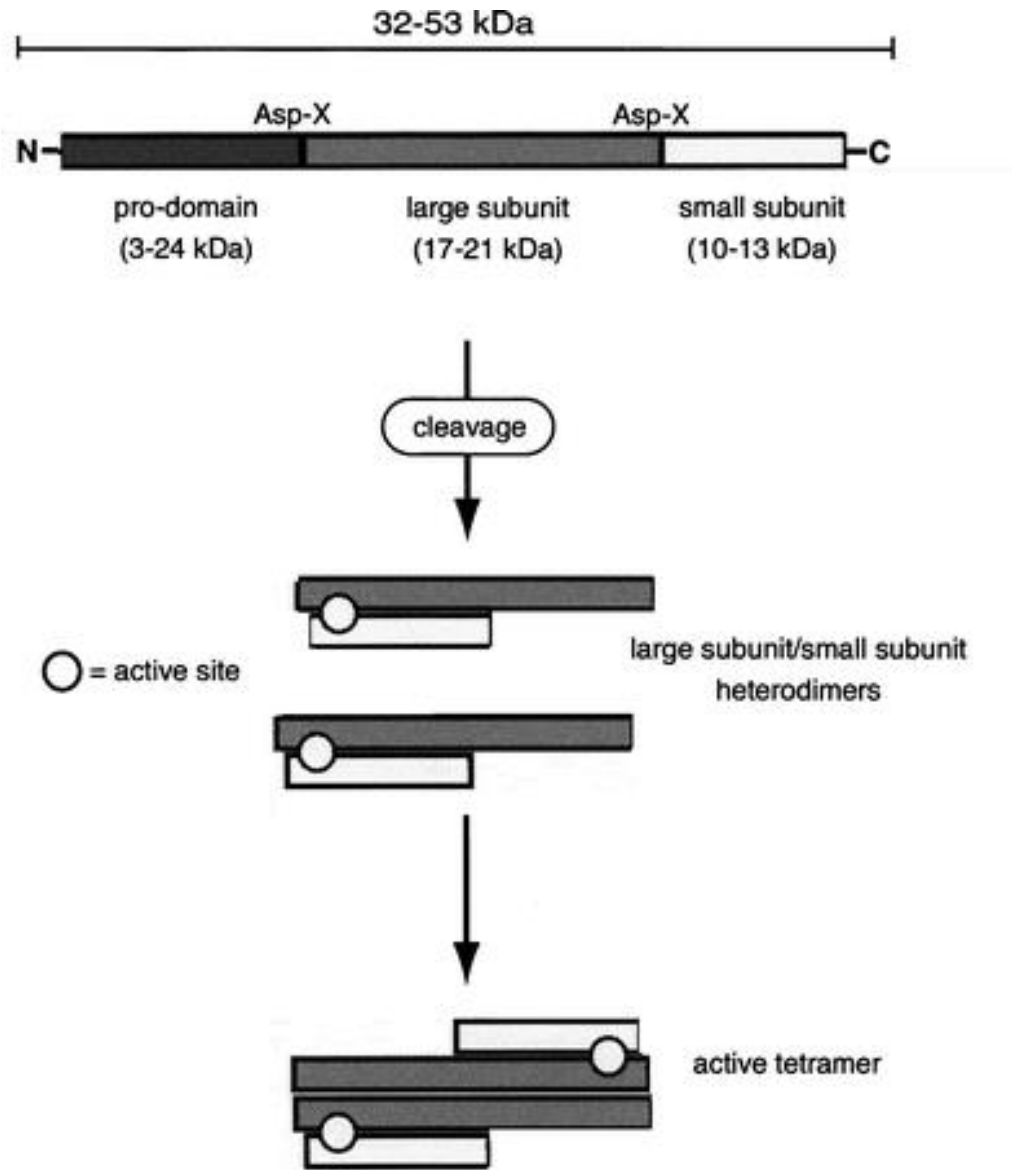 32-53 kDa
Asp-X Asp-X
N C
pro-domain large subunit small subunit
(3-24 kDa) (17-21 kDa) (10-13 kDa)
cleavage
= active site
large subunit/small subunit
heterodimers
active tetramer